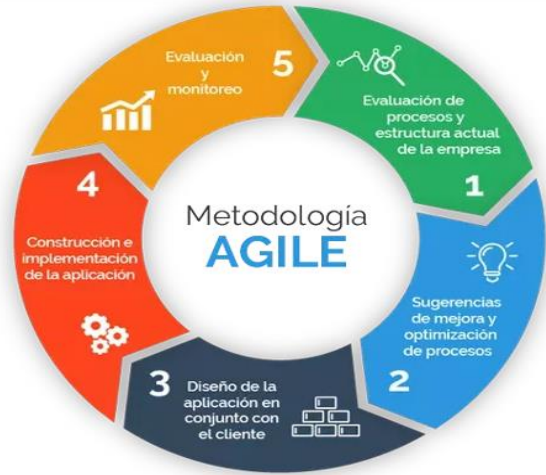 Metodología
AGILE
Evaluación de
procesos y
estructura actual
de la empresa
1
Sugerencias
de mejora y
optimización
de procesos
2
3
Diseño de la
aplicación en
conjunto con
el cliente
4
Construcción e
implementación
de la aplicación
Evaluación
y
monitoreo
5